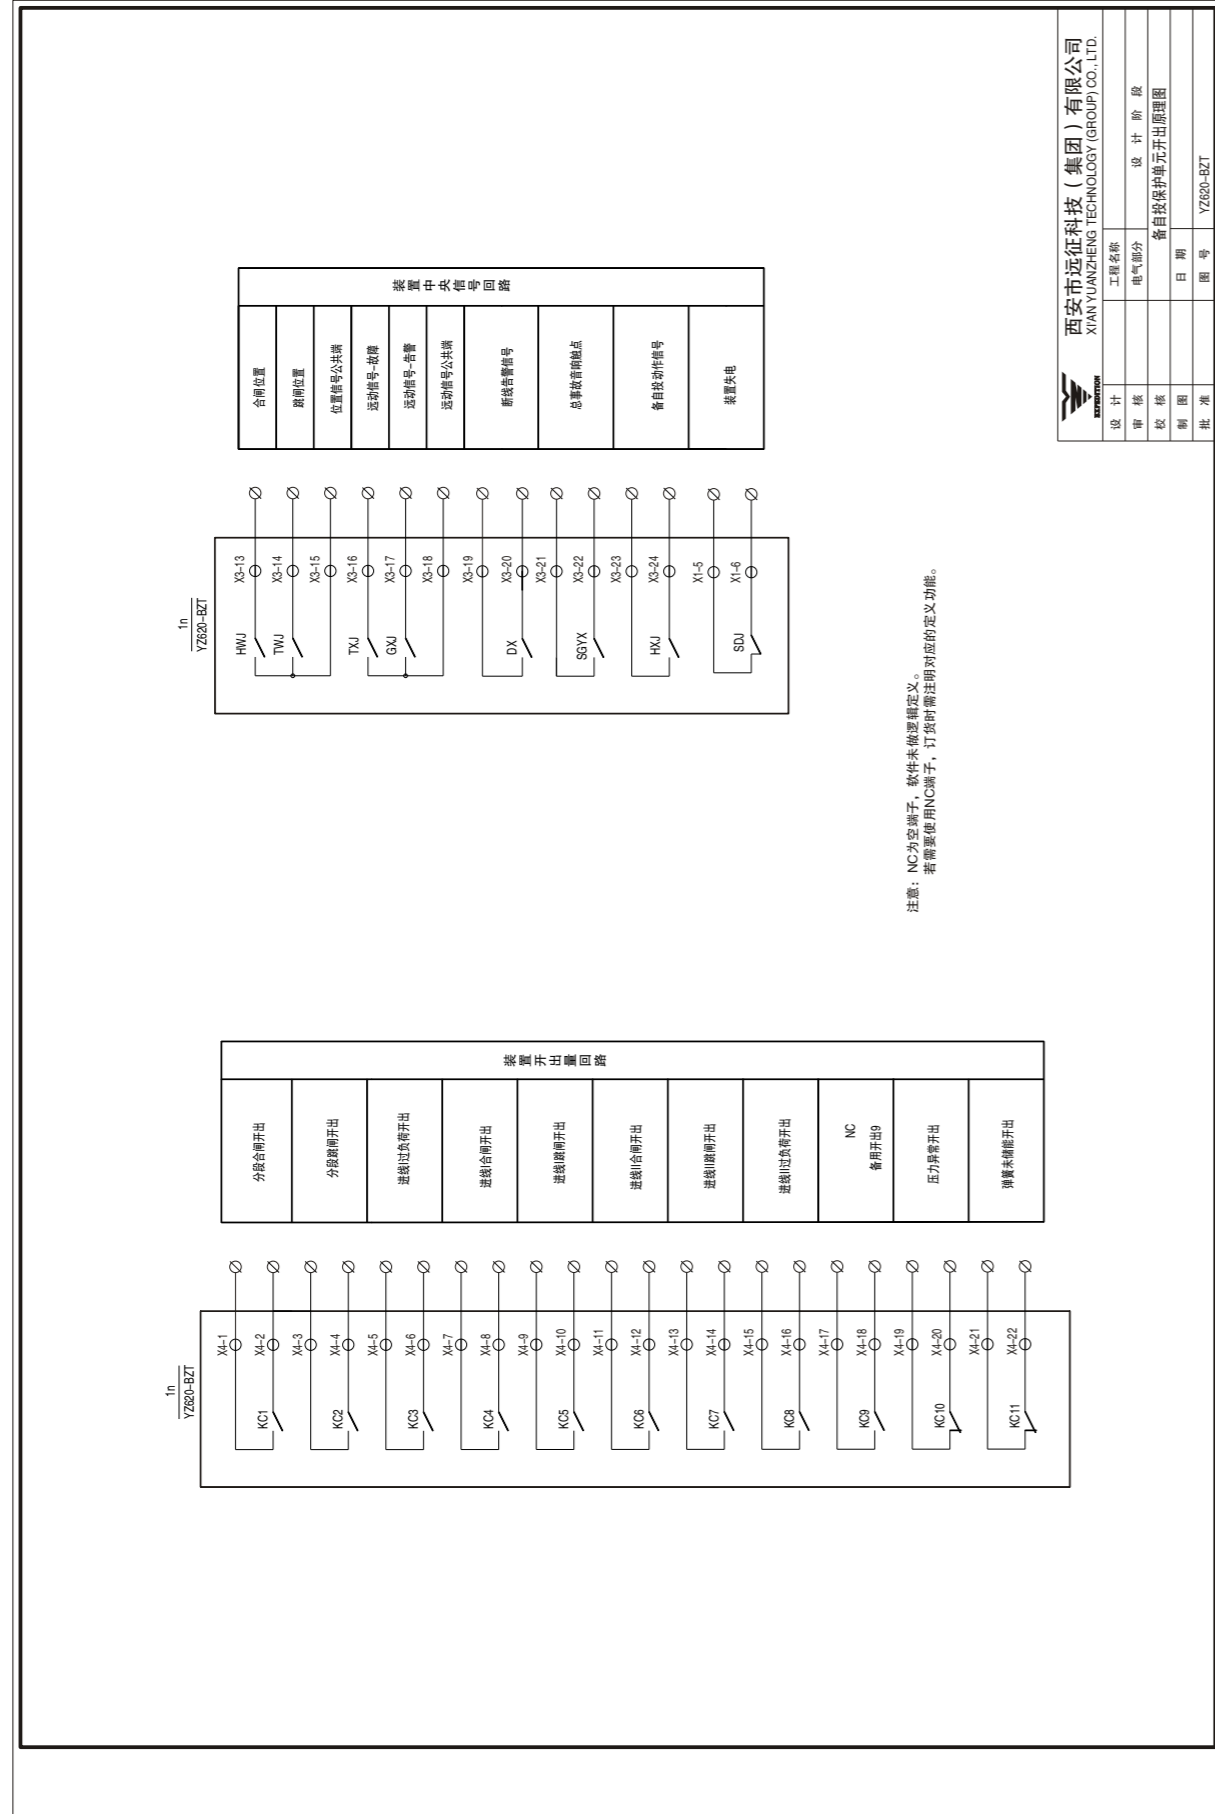 1n
YZ620-BZT
X4-1
X4-2
X4-3
X4-4
X4-5
X4-6
X4-7
X4-8
X4-9
X4-10
X4-11
X4-12
X4-13
X4-14
X4-15
X4-16
X4-17
X4-18
X4-19
X4-20
X4-21
X4-22
KC1
KC2
KC3
KC4
KC5
KC6
KC7
KC8
KC9
KC10
KC11
装置开出量回路
分段合闸开出
分段跳闸开出
进线I过负荷开出
进线I合闸开出
进线I跳闸开出
进线II合闸开出
进线II跳闸开出
进线II过负荷开出
NC
备用开出9
压力异常开出
弹簧未储能开出
1n
YZ620-BZT
X3-13
X3-14
X3-15
X3-16
X3-17
X3-18
X3-19
X3-20
X3-21
X3-22
X3-23
X3-24
X1-5
X1-6
HWJ
TWJ
TXJ
GXJ
DX
SGYX
HXJ
SDJ
装置中央信号回路
合闸位置
跳闸位置
位置信号公共端
远动信号-故障
远动信号-告警
远动信号公共端
断线告警信号
总事故音响触点
备自投动作信号
装置失电
注意：NC为空端子，软件未做逻辑定义。
若需要使用NC端子，订货时需注明对应的定义功能。
EXPEDITION
西安市远征科技（集团）有限公司
XI'AN YUANZHENG TECHNOLOGY (GROUP) CO., LTD.
设 计
工程名称
审 核
电气部分
设 计 阶 段
校 核
备自投保护单元开出原理图
制 图
日 期
批 准
图 号
YZ620-BZT